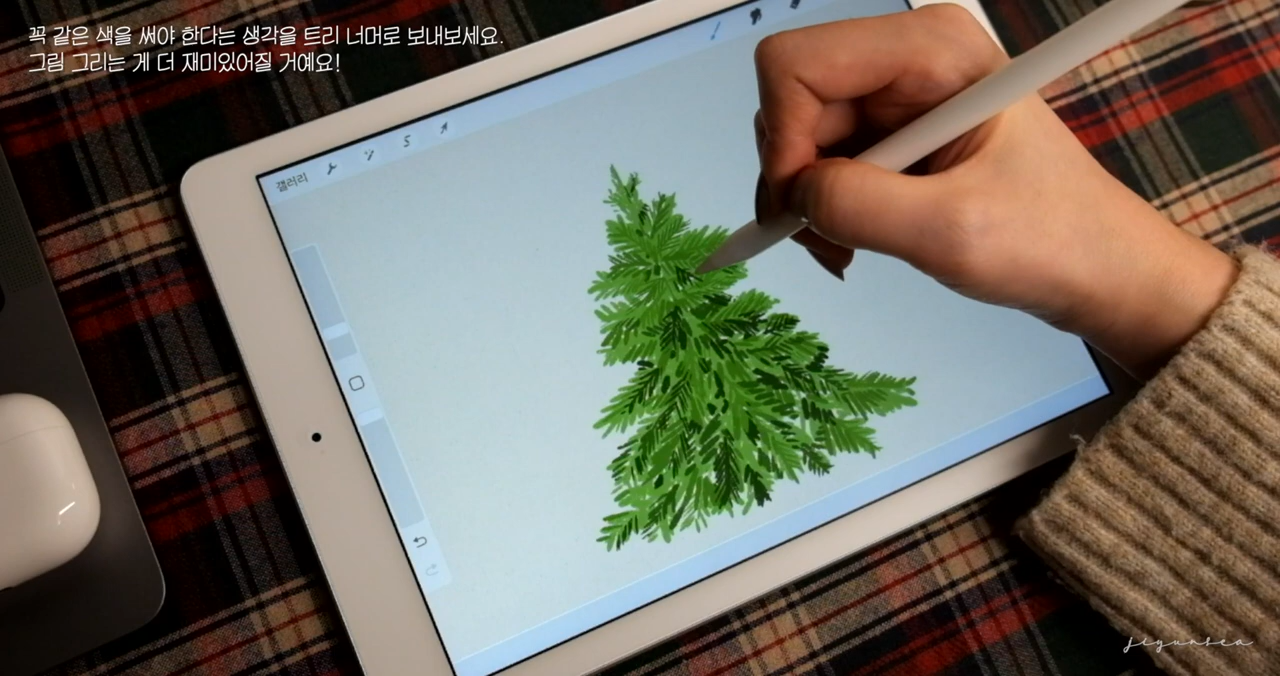 꼭 같은 색을 써야 한다는 생각을 트리 너머로 보내보세요.
그림 그리는 게 더 재미있어질 거예요!
갤러리
jiyunsea